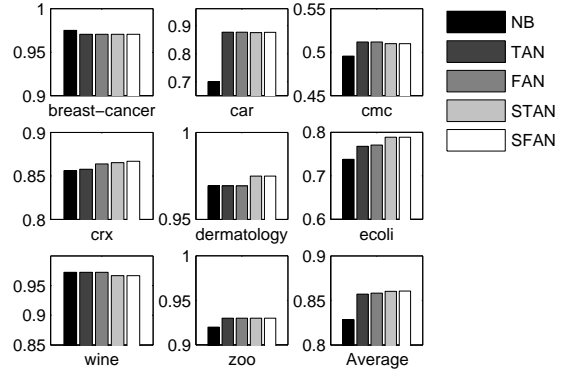 1
0.95
0.9
breast−cancer
0.9
0.8
0.7
car
0.55
0.5
0.45
cmc
NB
TAN
FAN
STAN
SFAN
0.9
0.85
0.8
crx
1
0.95
dermatology
0.8
0.7
0.6
ecoli
0.95
0.9
0.85
wine
1
0.95
0.9
zoo
0.9
0.85
0.8
Average